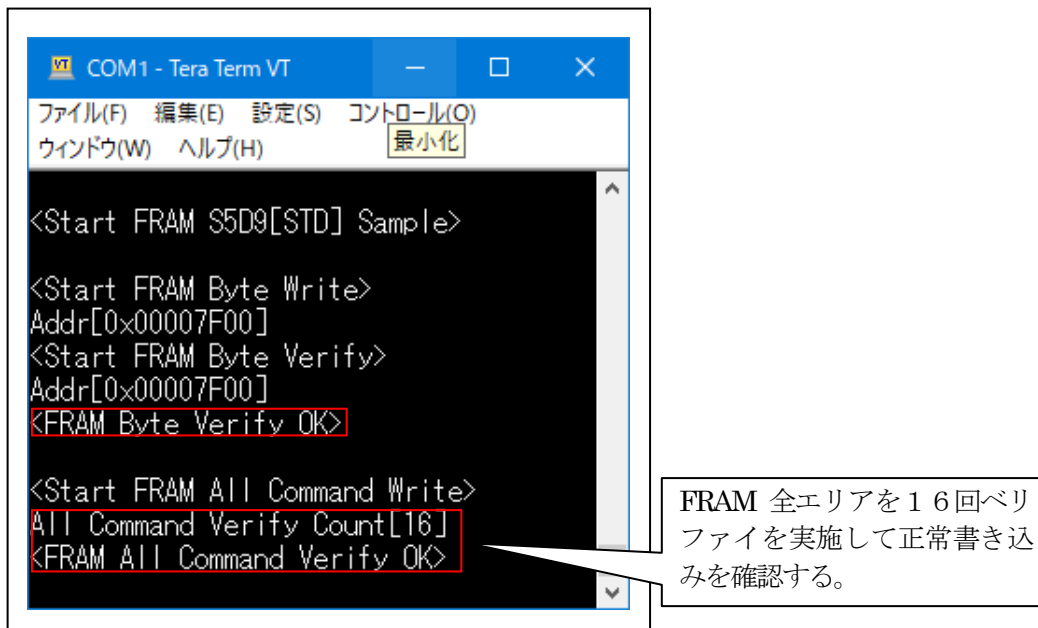 COM1 - Tera Term VT
ファイル(F) 編集(E) 設定(S) コントロール(O)
ウィンドウ(W) ヘルプ(H)
最小化
<Start FRAM S5D9[STD] Sample>
<Start FRAM Byte Write>
Addr[0x00007F00]
<Start FRAM Byte Verify>
Addr[0x00007F00]
<FRAM Byte Verify OK>
<Start FRAM All Command Write>
All Command Verify Count[16]
<FRAM All Command Verify OK>
FRAM 全エリアを１６回ベリ
ファイを実施して正常書き込
みを確認する。